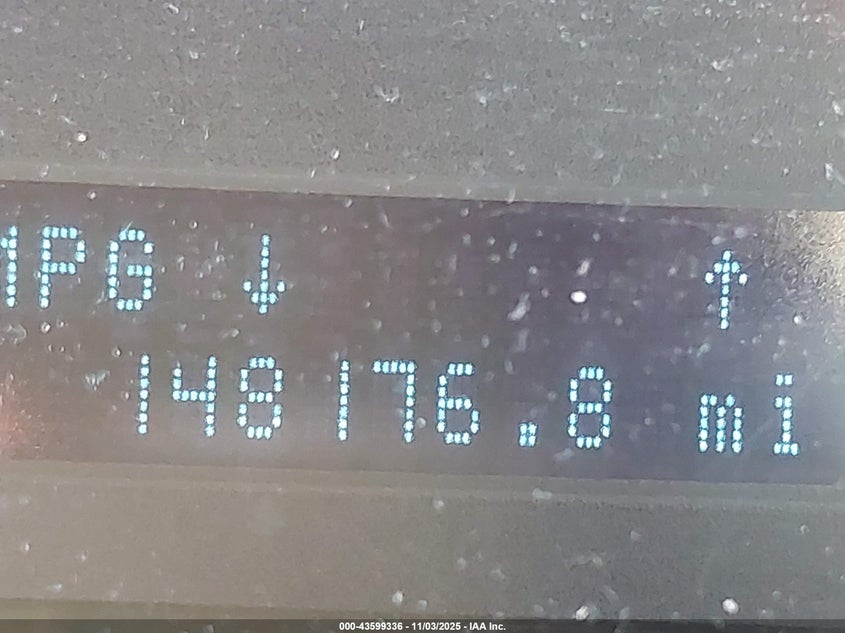 MPG ↓ ↑
148176.8 mi
000-43599336 - 11/03/2025 - IAA Inc.